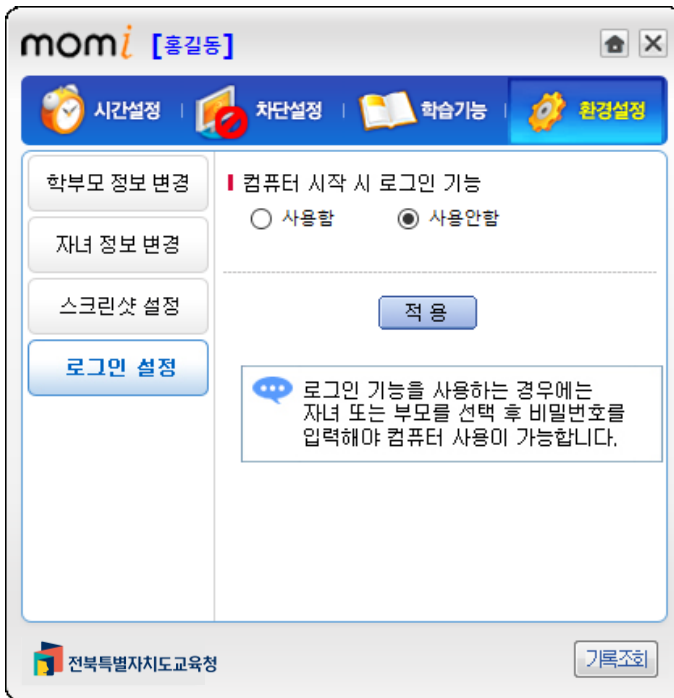 momi [홍길동]
시간설정 차단설정 학습기능 환경설정
학부모 정보 변경
자녀 정보 변경
스크린샷 설정
로그인 설정
컴퓨터 시작 시 로그인 기능
사용함 사용안함
적 용
로그인 기능을 사용하는 경우에는
자녀 또는 부모를 선택 후 비밀번호를
입력해야 컴퓨터 사용이 가능합니다.
전북특별자치도교육청
기록조회